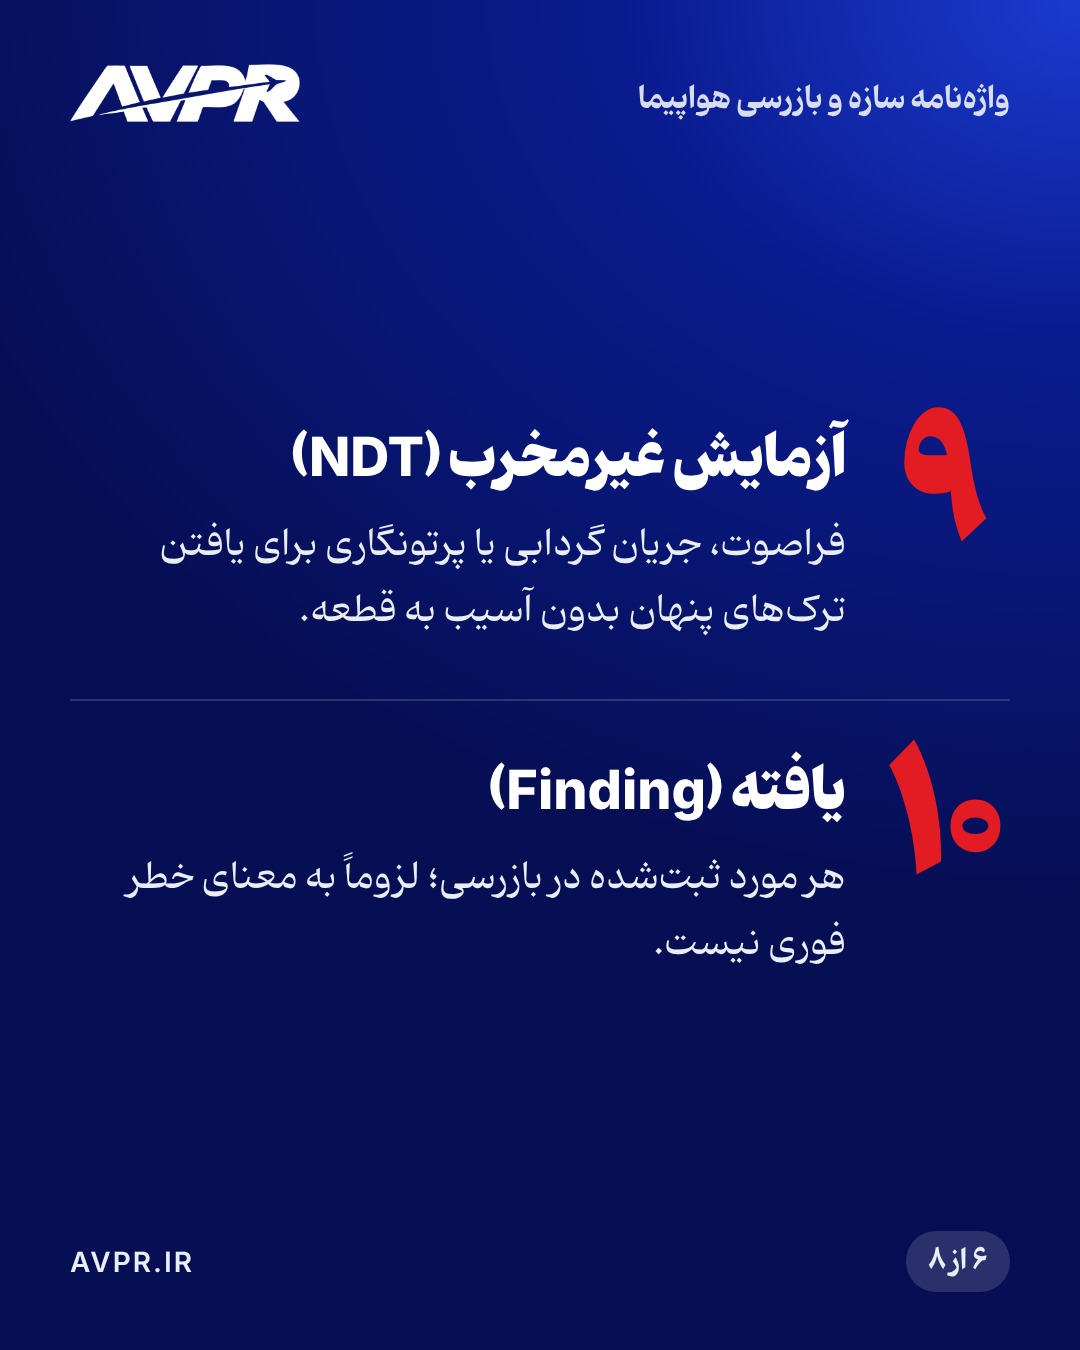 واژه‌نامه سازه و بازرسی هواپیما
AVPR
۹
آزمایش غیرمخرب (NDT)
فراصوت، جریان گردابی یا پرتونگاری برای یافتن
ترک‌های پنهان بدون آسیب به قطعه.
۱۰
یافته (Finding)
هر مورد ثبت‌شده در بازرسی؛ لزوماً به معنای خطر
فوری نیست.
۶ از ۸
AVPR.IR